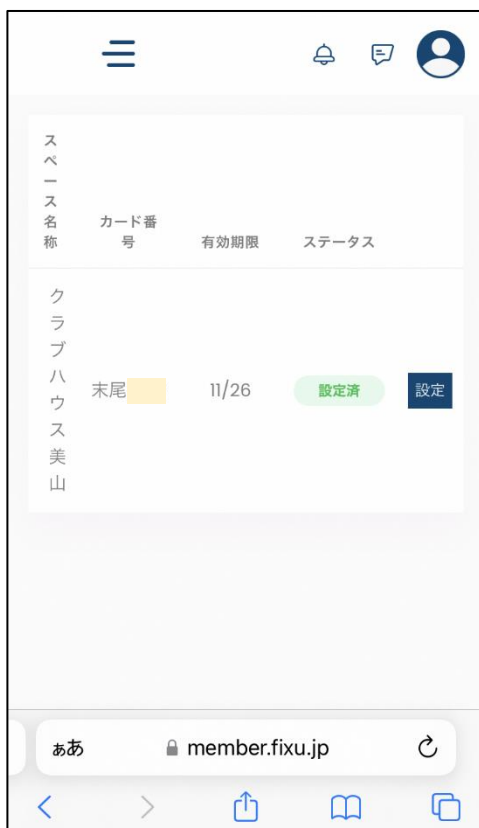 スペース名称
カード番号
有効期限
ステータス
クラブハウス美山
末尾
11/26
設定済
設定
ぁあ
member.fixu.jp